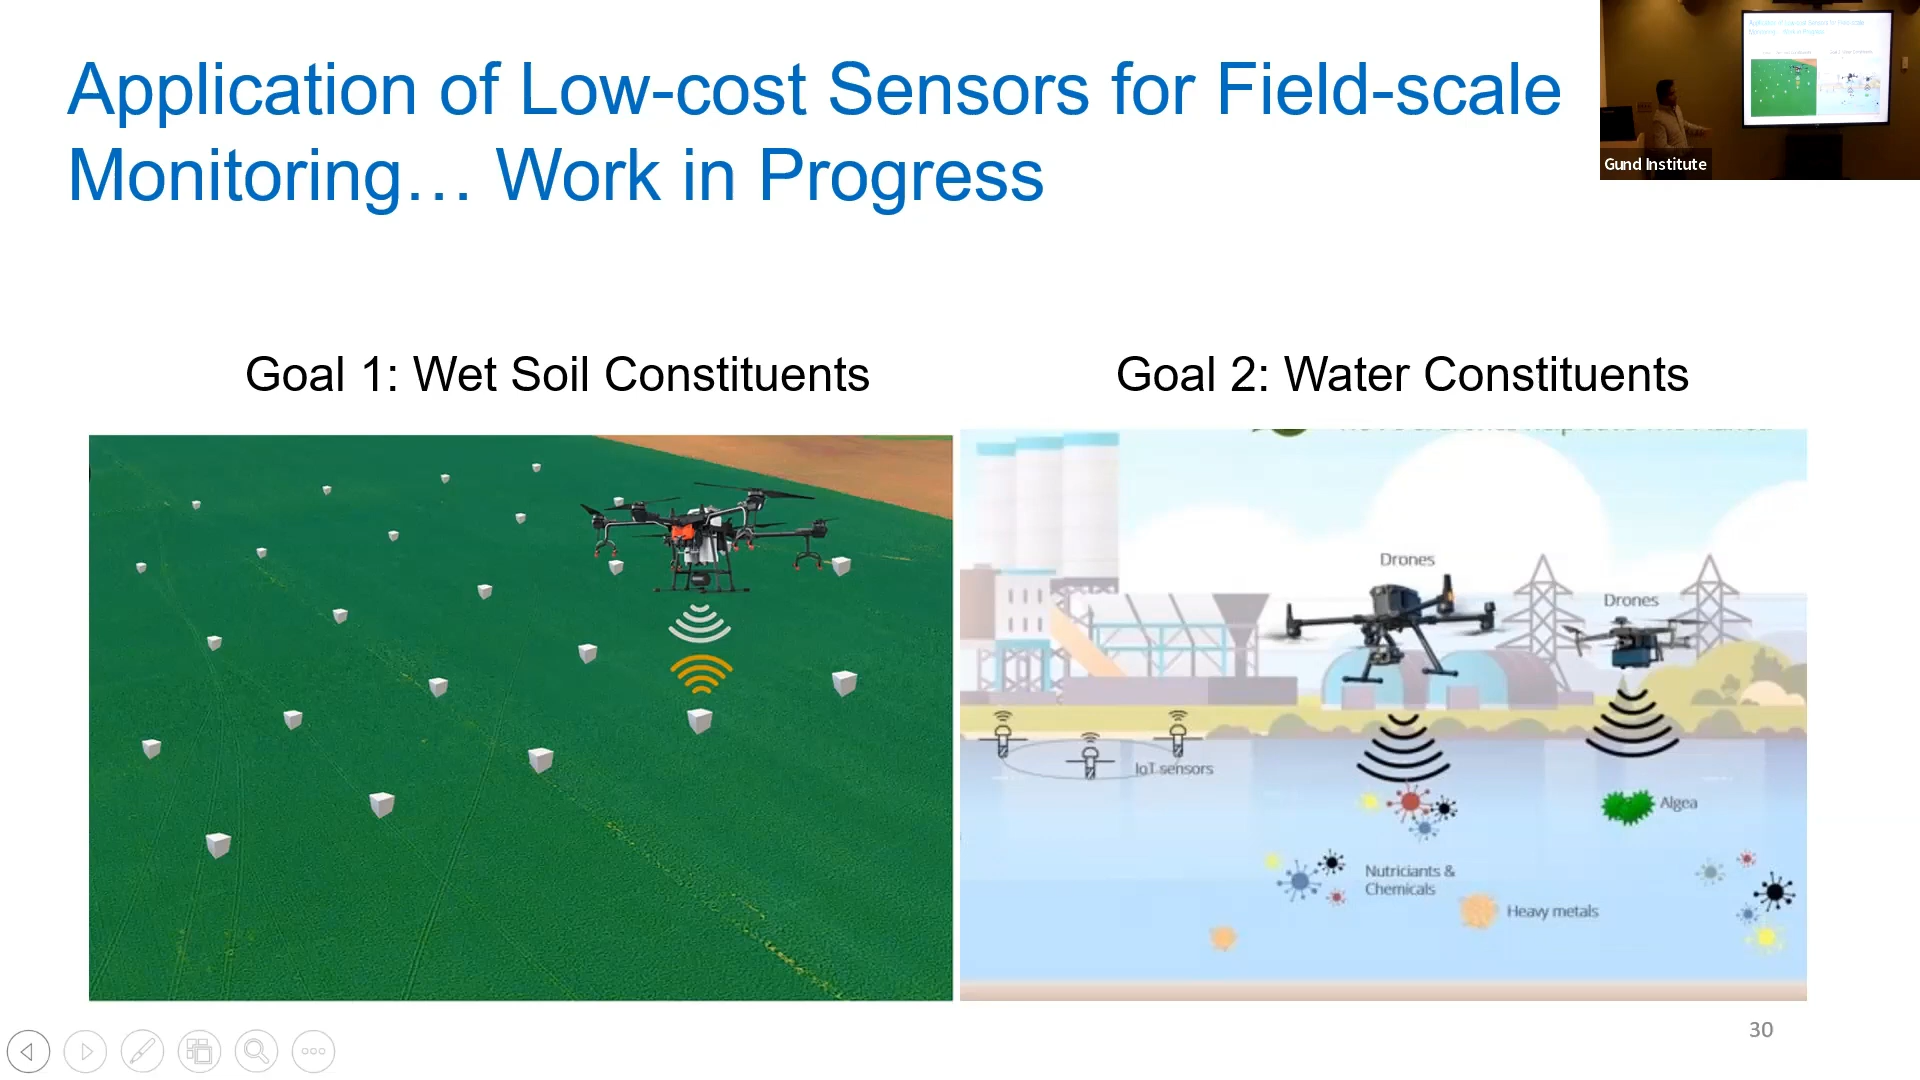 Application of Low-cost Sensors for Field-scale
Monitoring… Work in Progress
Gund Institute
Goal 1: Wet Soil Constituents
Goal 2: Water Constituents
Drones
Drones
IoT sensors
Algea
Nutriciants &
Chemicals
Heavy metals
30